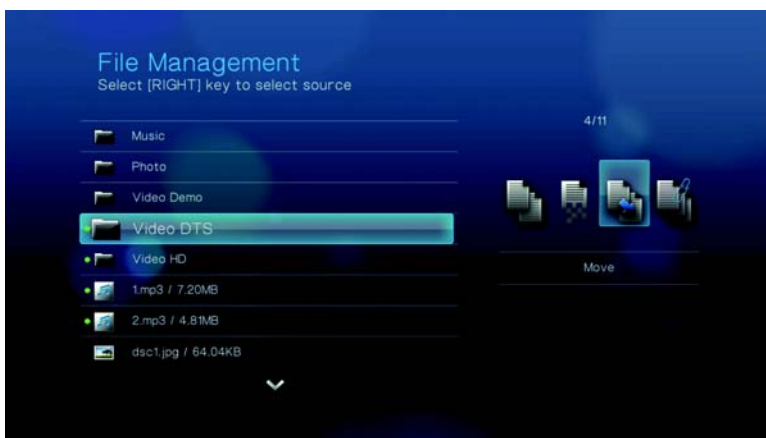 File Management
Select [RIGHT] key to select source
4/11
Music
Photo
Video Demo
Video DTS
Video HD
Move
1.mp3 / 7.20MB
2.mp3 / 4.81MB
dsc1.jpg / 64.04KB